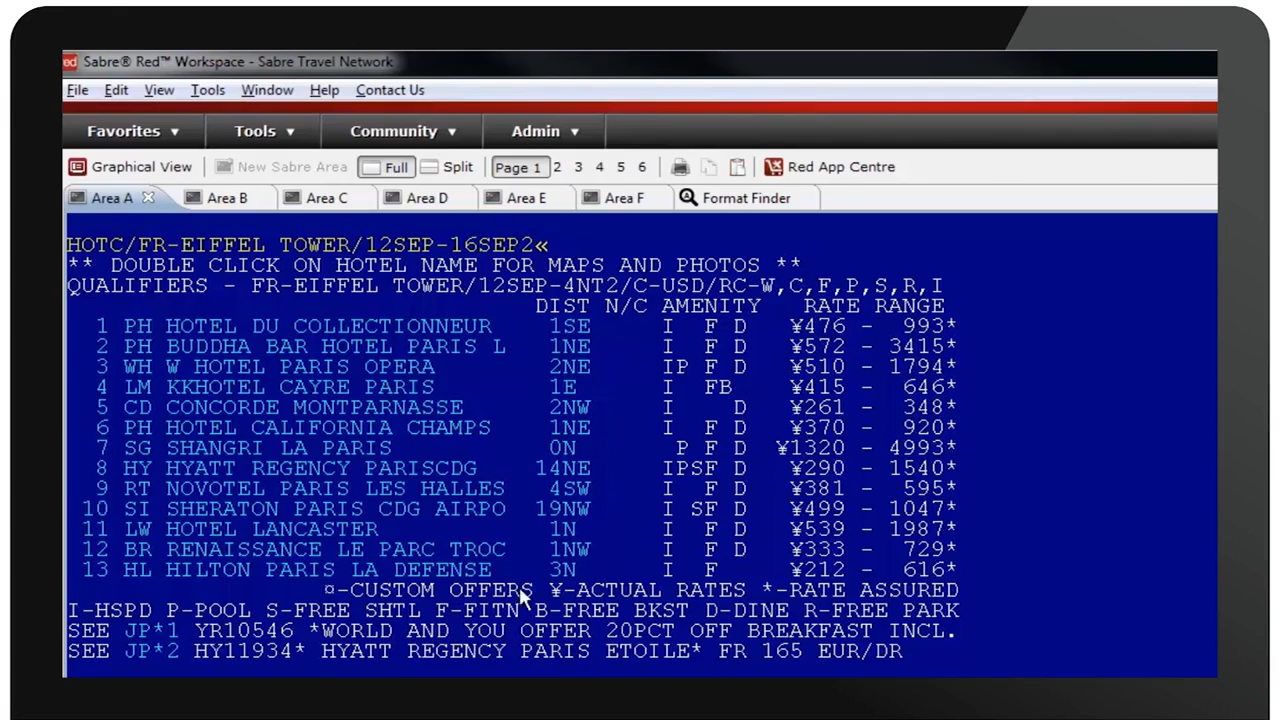 red Sabre® Red™ Workspace - Sabre Travel Network
File Edit View Tools Window Help Contact Us
Favorites Tools Community Admin
Graphical View New Sabre Area Full Split Page 1 2 3 4 5 6 Red App Centre
Area A Area B Area C Area D Area E Area F Format Finder
HOTC/FR-EIFFEL TOWER/12SEP-16SEP2«
** DOUBLE CLICK ON HOTEL NAME FOR MAPS AND PHOTOS **
QUALIFIERS - FR-EIFFEL TOWER/12SEP-4NT2/C-USD/RC-W,C,F,P,S,R,I
DIST N/C AMENITY RATE RANGE
1 PH HOTEL DU COLLECTIONNEUR 1SE I F D ¥476 - 993*
2 PH BUDDHA BAR HOTEL PARIS L 1NE I F D ¥572 - 3415*
3 WH W HOTEL PARIS OPERA 2NE IP F D ¥510 - 1794*
4 LM KKHOTEL CAYRE PARIS 1E I FB ¥415 - 646*
5 CD CONCORDE MONTPARNASSE 2NW I D ¥261 - 348*
6 PH HOTEL CALIFORNIA CHAMPS 1NE I F D ¥370 - 920*
7 SG SHANGRI LA PARIS 0N P F D ¥1320 - 4993*
8 HY HYATT REGENCY PARISCDG 14NE IPSF D ¥290 - 1540*
9 RT NOVOTEL PARIS LES HALLES 4SW I F D ¥381 - 595*
10 SI SHERATON PARIS CDG AIRPO 19NW I SF D ¥499 - 1047*
11 LW HOTEL LANCASTER 1N I F D ¥539 - 1987*
12 BR RENAISSANCE LE PARC TROC 1NW I F D ¥333 - 729*
13 HL HILTON PARIS LA DEFENSE 3N I F ¥212 - 616*
¤-CUSTOM OFFERS ¥-ACTUAL RATES *-RATE ASSURED
I-HSPD P-POOL S-FREE SHTL F-FITN B-FREE BKST D-DINE R-FREE PARK
SEE JP*1 YR10546 *WORLD AND YOU OFFER 20PCT OFF BREAKFAST INCL.
SEE JP*2 HY11934* HYATT REGENCY PARIS ETOILE* FR 165 EUR/DR